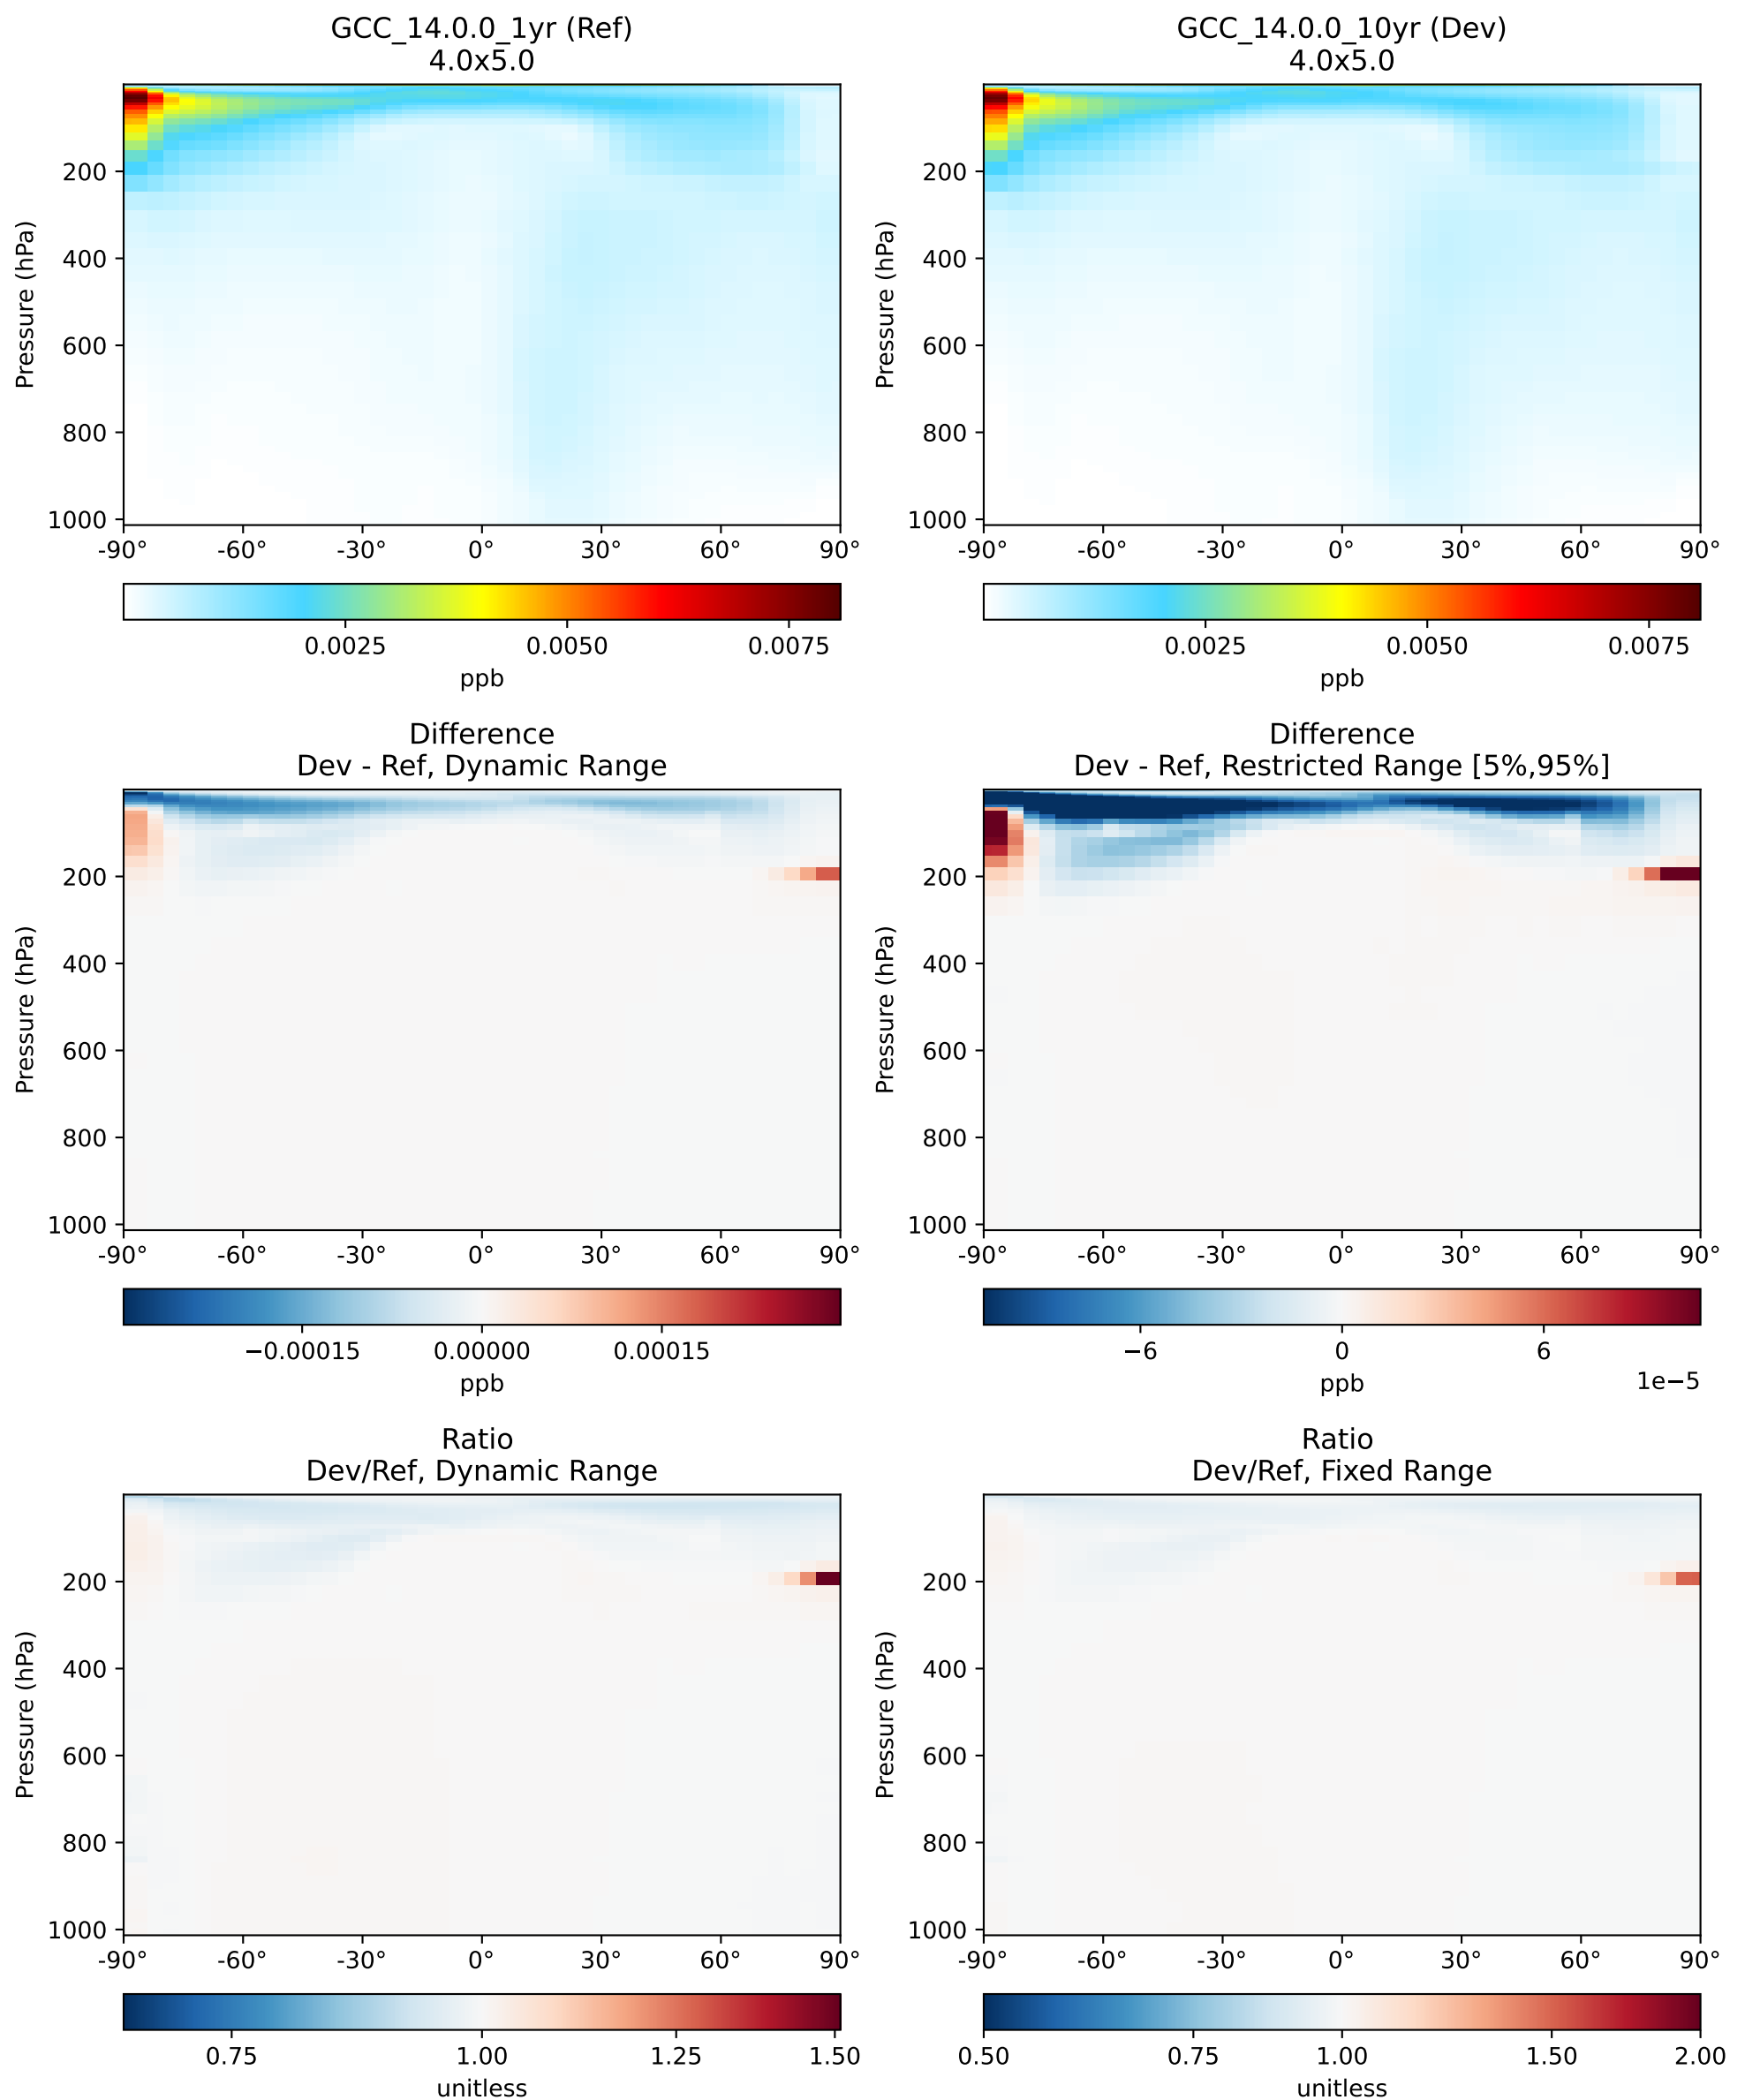 GCC_14.0.0_1yr (Ref)
4.0x5.0
Pressure (hPa)
200
400
600
800
1000
-90° -60° -30° 0° 30° 60° 90°
0.0025 0.0050 0.0075
ppb
GCC_14.0.0_10yr (Dev)
4.0x5.0
Pressure (hPa)
200
400
600
800
1000
-90° -60° -30° 0° 30° 60° 90°
0.0025 0.0050 0.0075
ppb
Difference
Dev - Ref, Dynamic Range
Pressure (hPa)
200
400
600
800
1000
-90° -60° -30° 0° 30° 60° 90°
−0.00015 0.00000 0.00015
ppb
Difference
Dev - Ref, Restricted Range [5%,95%]
Pressure (hPa)
200
400
600
800
1000
-90° -60° -30° 0° 30° 60° 90°
−6 0 6
ppb
1e−5
Ratio
Dev/Ref, Dynamic Range
Pressure (hPa)
200
400
600
800
1000
-90° -60° -30° 0° 30° 60° 90°
0.75 1.00 1.25 1.50
unitless
Ratio
Dev/Ref, Fixed Range
Pressure (hPa)
200
400
600
800
1000
-90° -60° -30° 0° 30° 60° 90°
0.50 0.75 1.00 1.50 2.00
unitless